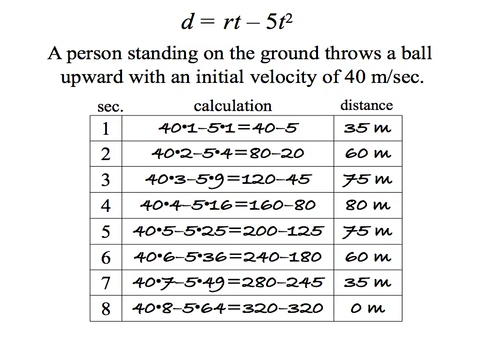 d = rt – 5t²
A person standing on the ground throws a ball
upward with an initial velocity of 40 m/sec.
sec. calculation distance
1 40•1–5•1=40–5 35 m
2 40•2–5•4=80–20 60 m
3 40•3–5•9=120–45 75 m
4 40•4–5•16=160–80 80 m
5 40•5–5•25=200–125 75 m
6 40•6–5•36=240–180 60 m
7 40•7–5•49=280–245 35 m
8 40•8–5•64=320–320 0 m